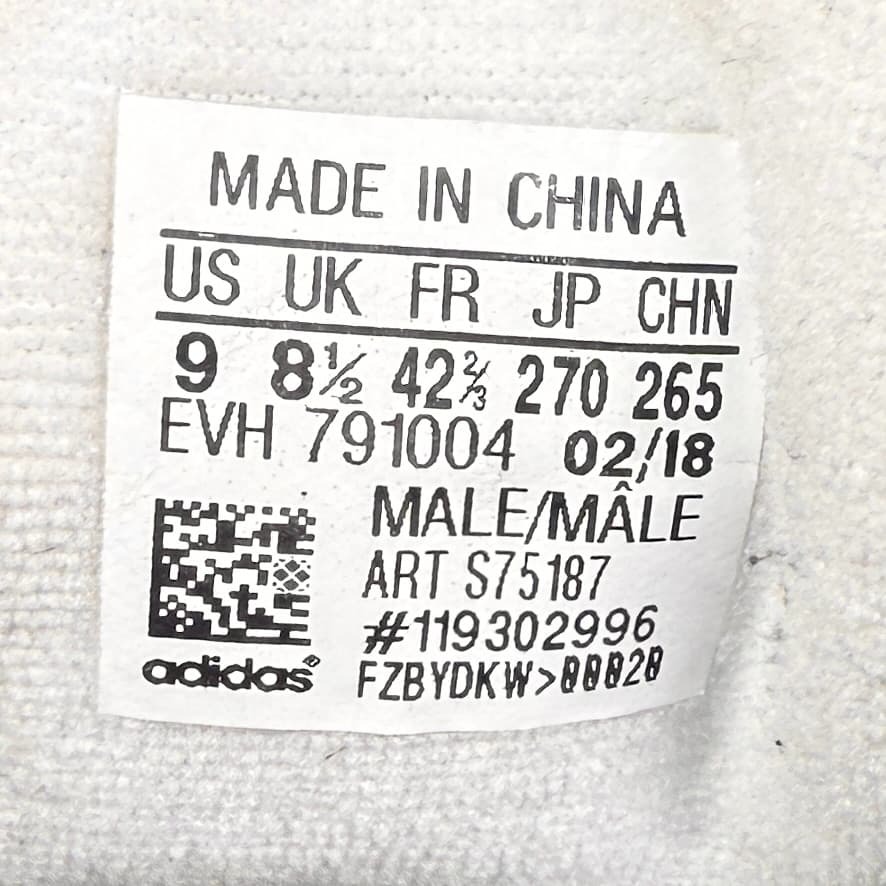 MADE IN CHINA
US UK FR JP CHN
9 8½ 42⅔ 270 265
EVH 791004 02/18
MALE/MÂLE
ART S75187
#119302996
FZBYDKW>00020
adidas®